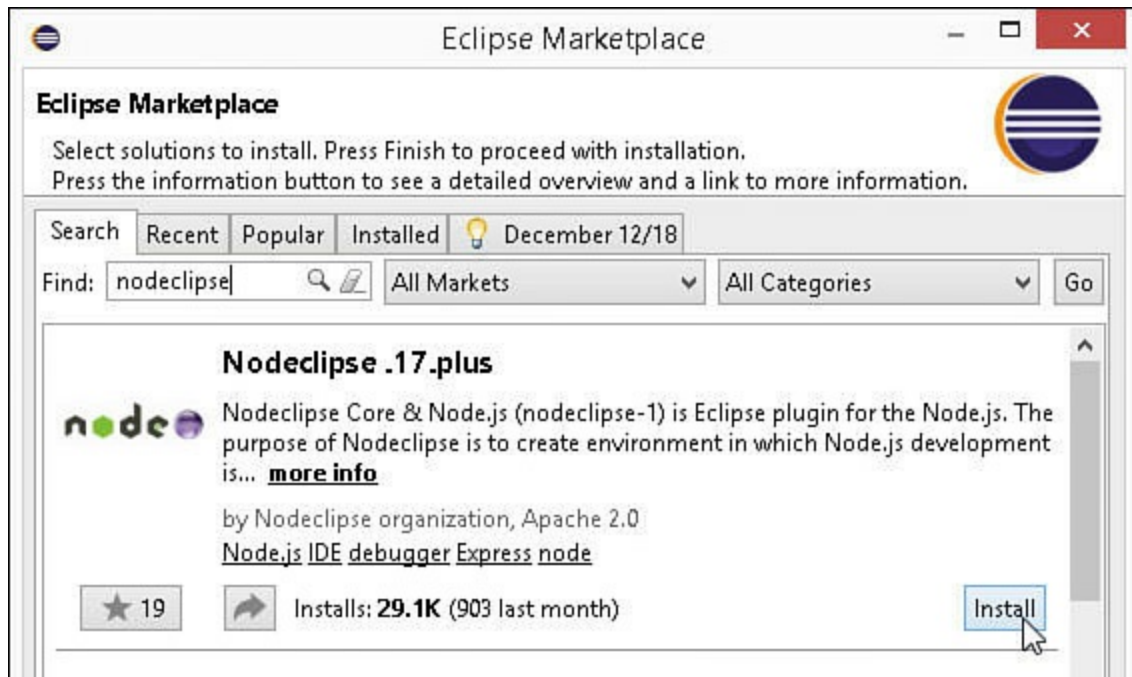 Eclipse Marketplace
Eclipse Marketplace
Select solutions to install. Press Finish to proceed with installation.
Press the information button to see a detailed overview and a link to more information.
Search Recent Popular Installed December 12/18
Find: nodeclipse All Markets All Categories Go
Nodeclipse .17.plus
node
Nodeclipse Core & Node.js (nodeclipse-1) is Eclipse plugin for the Node.js. The
purpose of Nodeclipse is to create environment in which Node.js development
is... more info
by Nodeclipse organization, Apache 2.0
Node.js IDE debugger Express node
19 Installs: 29.1K (903 last month) Install